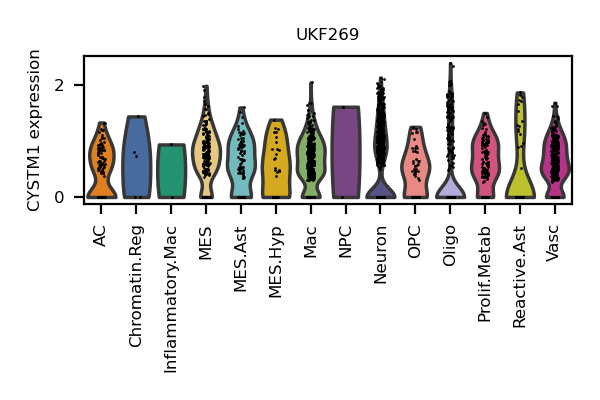 UKF269
CYSTM1 expression
2
0
AC
Chromatin.Reg
Inflammatory.Mac
MES
MES.Ast
MES.Hyp
Mac
NPC
Neuron
OPC
Oligo
Prolif.Metab
Reactive.Ast
Vasc